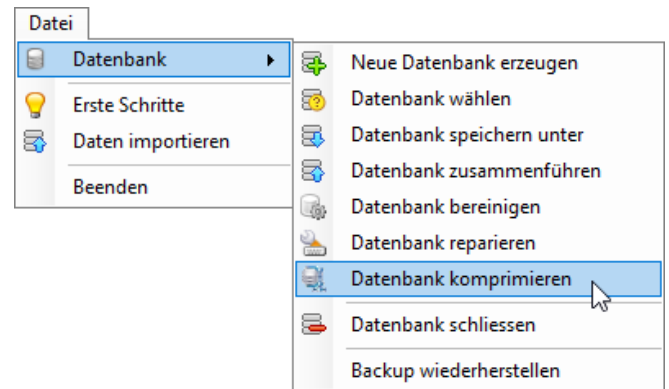 Datei
Datenbank
Erste Schritte
Daten importieren
Beenden
Neue Datenbank erzeugen
Datenbank wählen
Datenbank speichern unter
Datenbank zusammenführen
Datenbank bereinigen
Datenbank reparieren
Datenbank komprimieren
Datenbank schliessen
Backup wiederherstellen